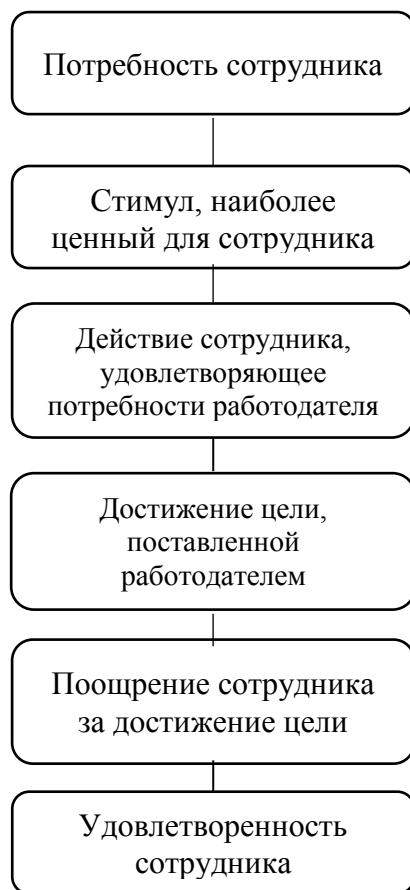 Потребность сотрудника
Стимул, наиболее
ценный для сотрудника
Действие сотрудника,
удовлетворяющее
потребности работодателя
Достижение цели,
поставленной
работодателем
Поощрение сотрудника
за достижение цели
Удовлетворенность
сотрудника